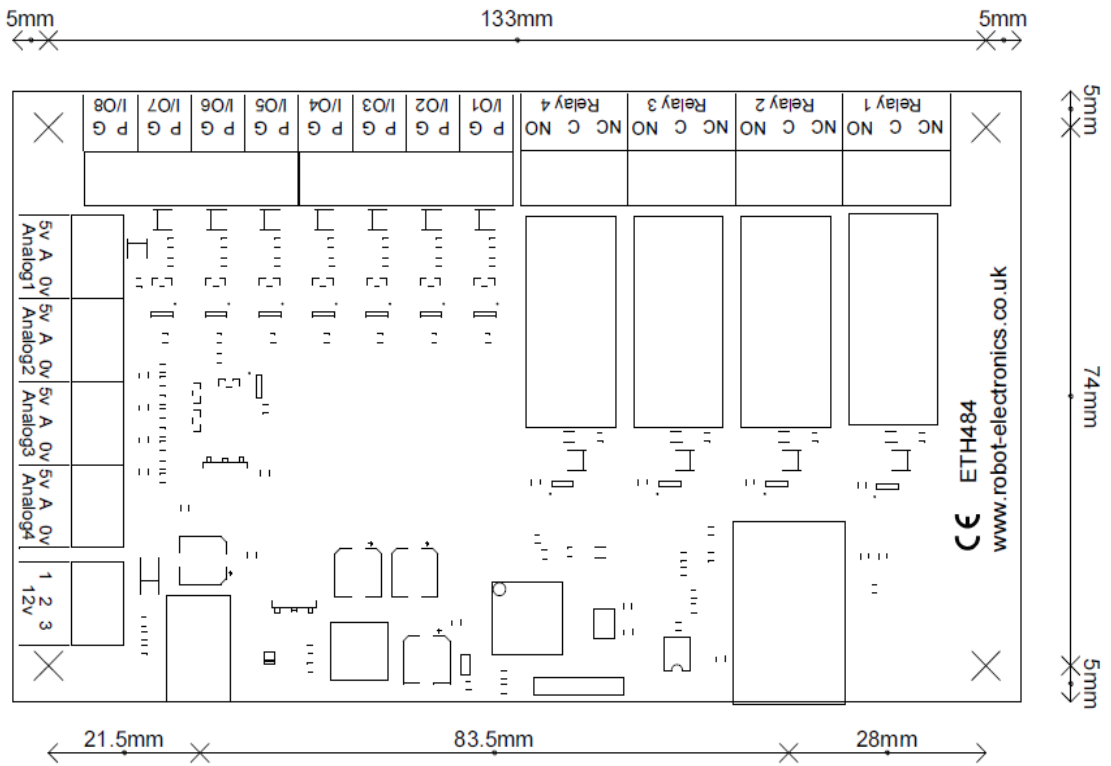 5mm 133mm 5mm
I/O8 I/O7 I/O6 I/O5 I/O4 I/O3 I/O2 I/O1 Relay 4 Relay 3 Relay 2 Relay 1
P G P G P G P G P G P G P G P G NO C NC NO C NC NO C NC NO C NC
5mm
5v A 0v
Analog1
5v A 0v
Analog2
5v A 0v
Analog3
5v A 0v
Analog4
1 2 3
12v
74mm
CE ETH484
www.robot-electronics.co.uk
5mm
21.5mm 83.5mm 28mm